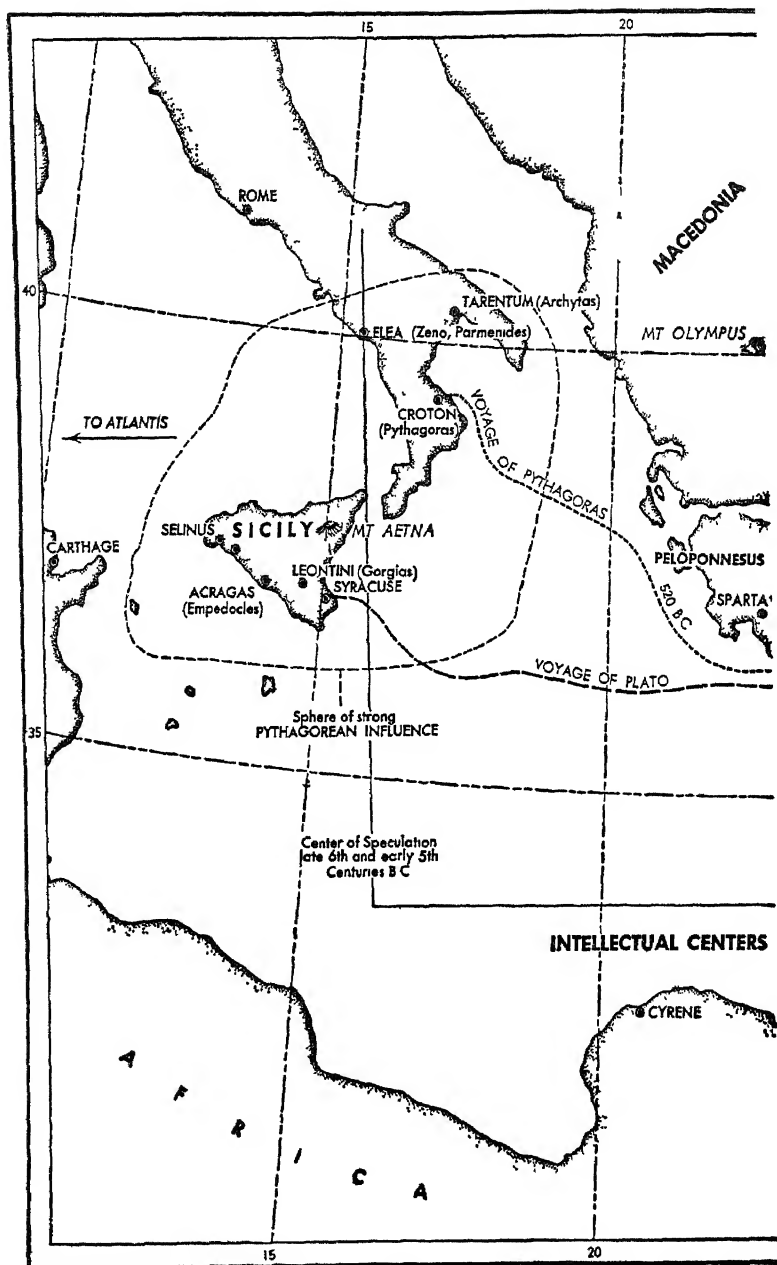 15
20
ROME
MACEDONIA
40
TARENTUM (Archytas)
ELEA (Zeno, Parmenides)
MT OLYMPUS
TO ATLANTIS
CROTON
(Pythagoras)
VOYAGE OF PYTHAGORAS
520 B C
SELINUS
SICILY
MT AETNA
CARTHAGE
LEONTINI (Gorgias)
SYRACUSE
ACRAGAS
(Empedocles)
PELOPONNESUS
SPARTA
VOYAGE OF PLATO
Sphere of strong
PYTHAGOREAN INFLUENCE
35
Center of Speculation
late 6th and early 5th
Centuries B C
INTELLECTUAL CENTERS
CYRENE
AFRICA
15
20